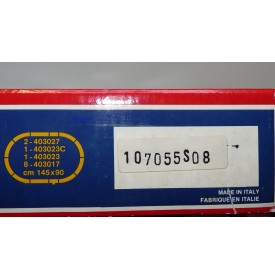 2-403027
1-403023C
1-403023
8-403017
cm 145x90
107055S08
MADE IN ITALY
FABRIQUE EN ITALIE